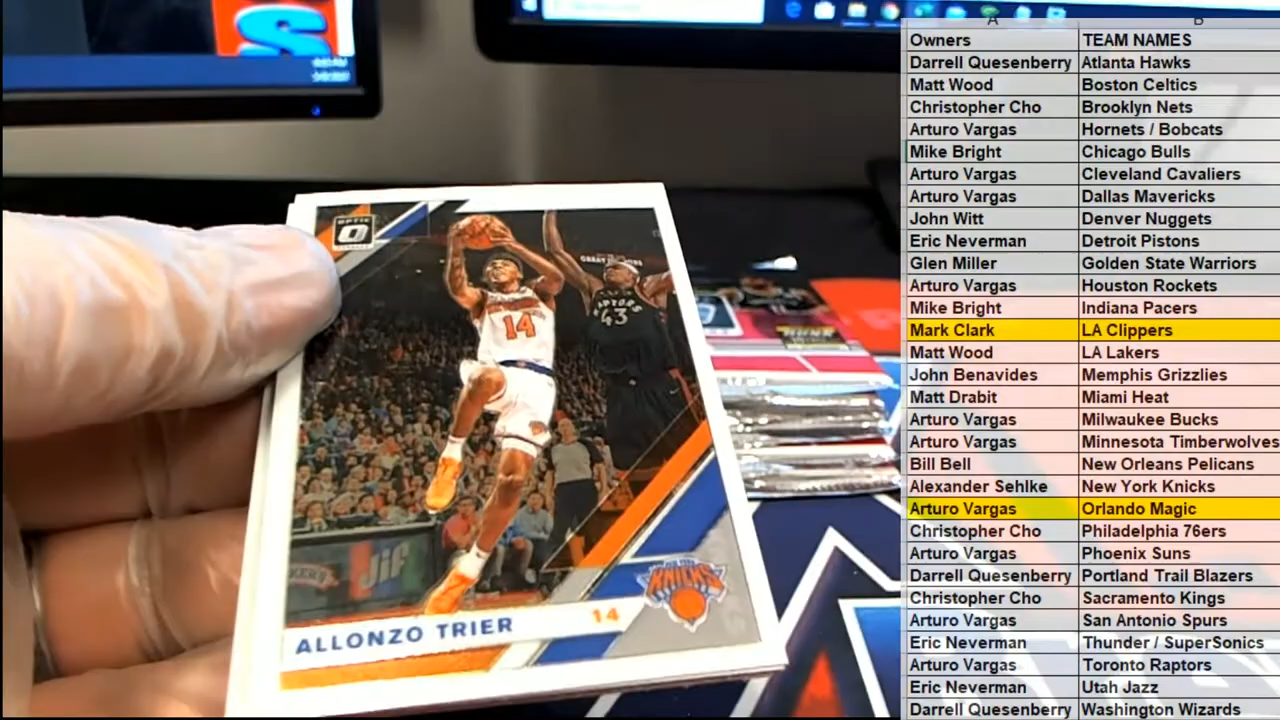 S
OPTIC
O
RAPTORS
43
14
Jif
KNICKS
ALLONZO TRIER 14
A B
Owners TEAM NAMES
Darrell Quesenberry Atlanta Hawks
Matt Wood Boston Celtics
Christopher Cho Brooklyn Nets
Arturo Vargas Hornets / Bobcats
Mike Bright Chicago Bulls
Arturo Vargas Cleveland Cavaliers
Arturo Vargas Dallas Mavericks
John Witt Denver Nuggets
Eric Neverman Detroit Pistons
Glen Miller Golden State Warriors
Arturo Vargas Houston Rockets
Mike Bright Indiana Pacers
Mark Clark LA Clippers
Matt Wood LA Lakers
John Benavides Memphis Grizzlies
Matt Drabit Miami Heat
Arturo Vargas Milwaukee Bucks
Arturo Vargas Minnesota Timberwolves
Bill Bell New Orleans Pelicans
Alexander Sehlke New York Knicks
Arturo Vargas Orlando Magic
Christopher Cho Philadelphia 76ers
Arturo Vargas Phoenix Suns
Darrell Quesenberry Portland Trail Blazers
Christopher Cho Sacramento Kings
Arturo Vargas San Antonio Spurs
Eric Neverman Thunder / SuperSonics
Arturo Vargas Toronto Raptors
Eric Neverman Utah Jazz
Darrell Quesenberry Washington Wizards